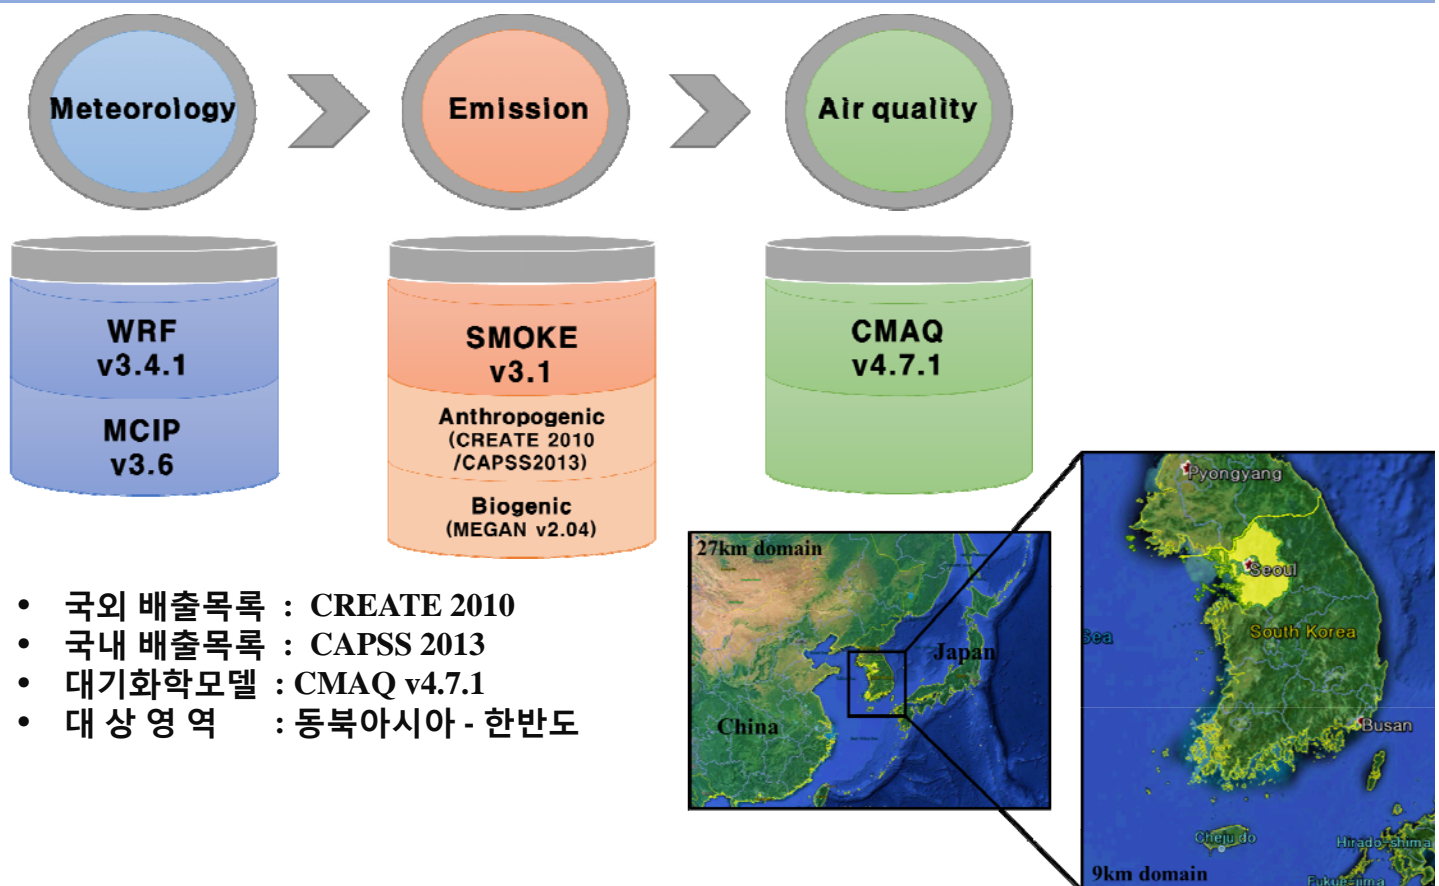 Meteorology
Emission
Air quality
WRF
v3.4.1
MCIP
v3.6
SMOKE
v3.1
Anthropogenic
(CREATE 2010
/CAPSS2013)
Biogenic
(MEGAN v2.04)
CMAQ
v4.7.1
• 국외 배출목록 : CREATE 2010
• 국내 배출목록 : CAPSS 2013
• 대기화학모델 : CMAQ v4.7.1
• 대 상 영 역 : 동북아시아 - 한반도
27km domain
Japan
China
Pyongyang
Seoul
South Korea
Sea
Busan
Cheju do
Hirado-shima
9km domain